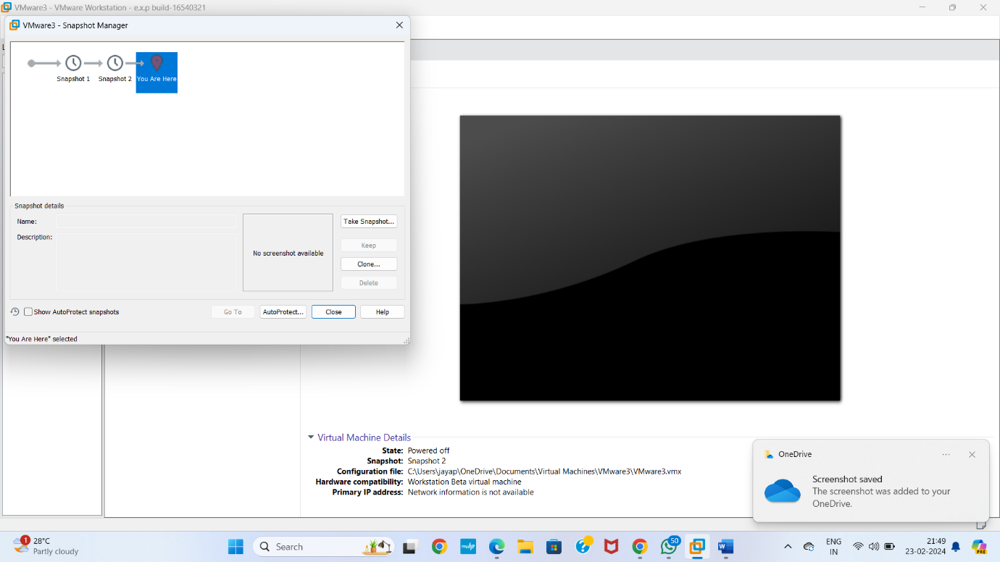 VMware3 - VMware Workstation - e.x.p build-16540321
VMware3 - Snapshot Manager
Snapshot 1
Snapshot 2
You Are Here
Snapshot details
Name:
Description:
No screenshot available
Take Snapshot...
Keep
Clone...
Delete
Show AutoProtect snapshots
Go To
AutoProtect...
Close
Help
"You Are Here" selected
Virtual Machine Details
State: Powered off
Snapshot: Snapshot 2
Configuration file: C:\Users\jayap\OneDrive\Documents\Virtual Machines\VMware3\VMware3.vmx
Hardware compatibility: Workstation Beta virtual machine
Primary IP address: Network information is not available
OneDrive
Screenshot saved
The screenshot was added to your
OneDrive.
1
28°C
Partly cloudy
Search
myhp
50
ENG
IN
21:49
23-02-2024
PRE